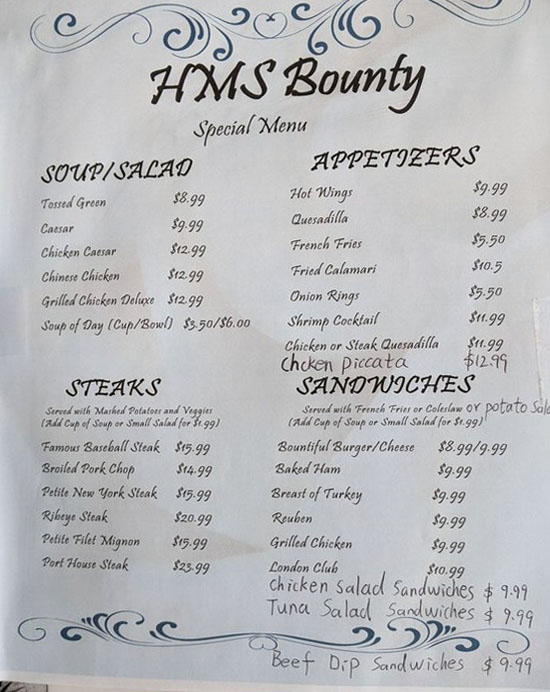 HMS Bounty
Special Menu
SOUP/SALAD
Tossed Green $8.99
Caesar $9.99
Chicken Caesar $12.99
Chinese Chicken $12.99
Grilled Chicken Deluxe $12.99
Soup of Day (Cup/Bowl) $3.50/$6.00
APPETIZERS
Hot Wings $9.99
Quesadilla $8.99
French Fries $5.50
Fried Calamari $10.5
Onion Rings $5.50
Shrimp Cocktail $11.99
Chicken or Steak Quesadilla $11.99
Chcken piccata $12.99
STEAKS
Served with Mashed Potatoes and Veggies
(Add Cup of Soup or Small Salad for $1.99)
Famous Baseball Steak $15.99
Broiled Pork Chop $14.99
Petite New York Steak $15.99
Ribeye Steak $20.99
Petite Filet Mignon $15.99
Port House Steak $23.99
SANDWICHES
Served with French Fries or Coleslaw or potato Sala
(Add Cup of Soup or Small Salad for $1.99)
Bountiful Burger/Cheese $8.99/9.99
Baked Ham $9.99
Breast of Turkey $9.99
Reuben $9.99
Grilled Chicken $9.99
London Club $10.99
Chicken Salad Sandwiches $ 9.99
Tuna Salad Sandwiches $ 9.99
Beef Dip Sandwiches $ 9.99